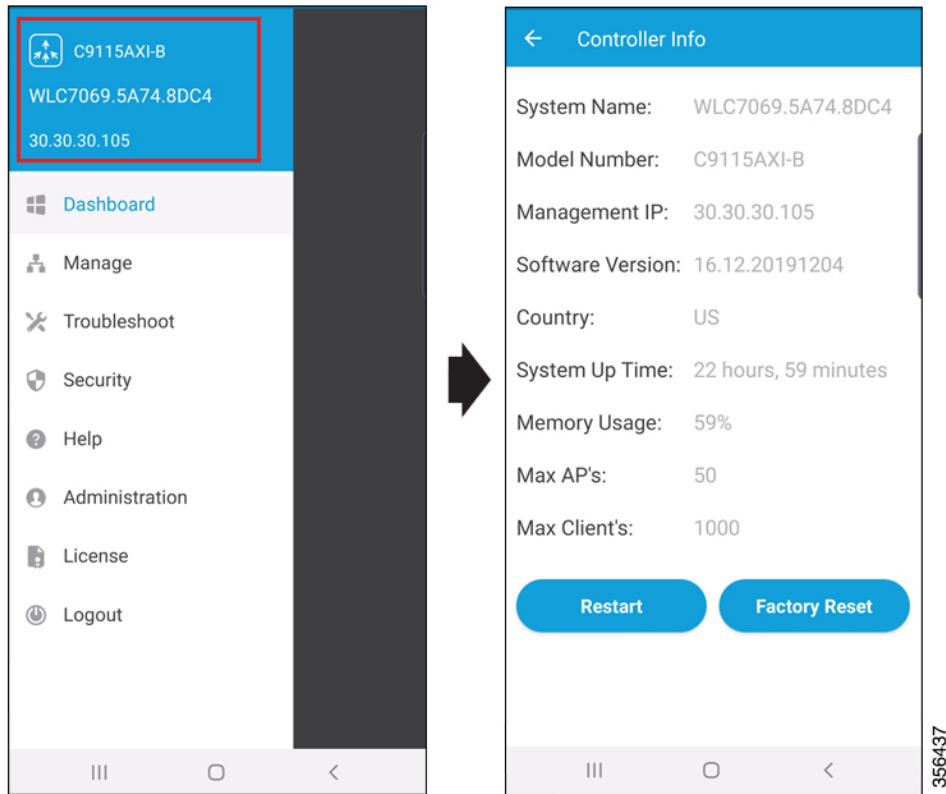 C9115AXI-B
WLC7069.5A74.8DC4
30.30.30.105
Dashboard
Manage
Troubleshoot
Security
Help
Administration
License
Logout
Controller Info
System Name: WLC7069.5A74.8DC4
Model Number: C9115AXI-B
Management IP: 30.30.30.105
Software Version: 16.12.20191204
Country: US
System Up Time: 22 hours, 59 minutes
Memory Usage: 59%
Max AP's: 50
Max Client's: 1000
Restart Factory Reset
356437